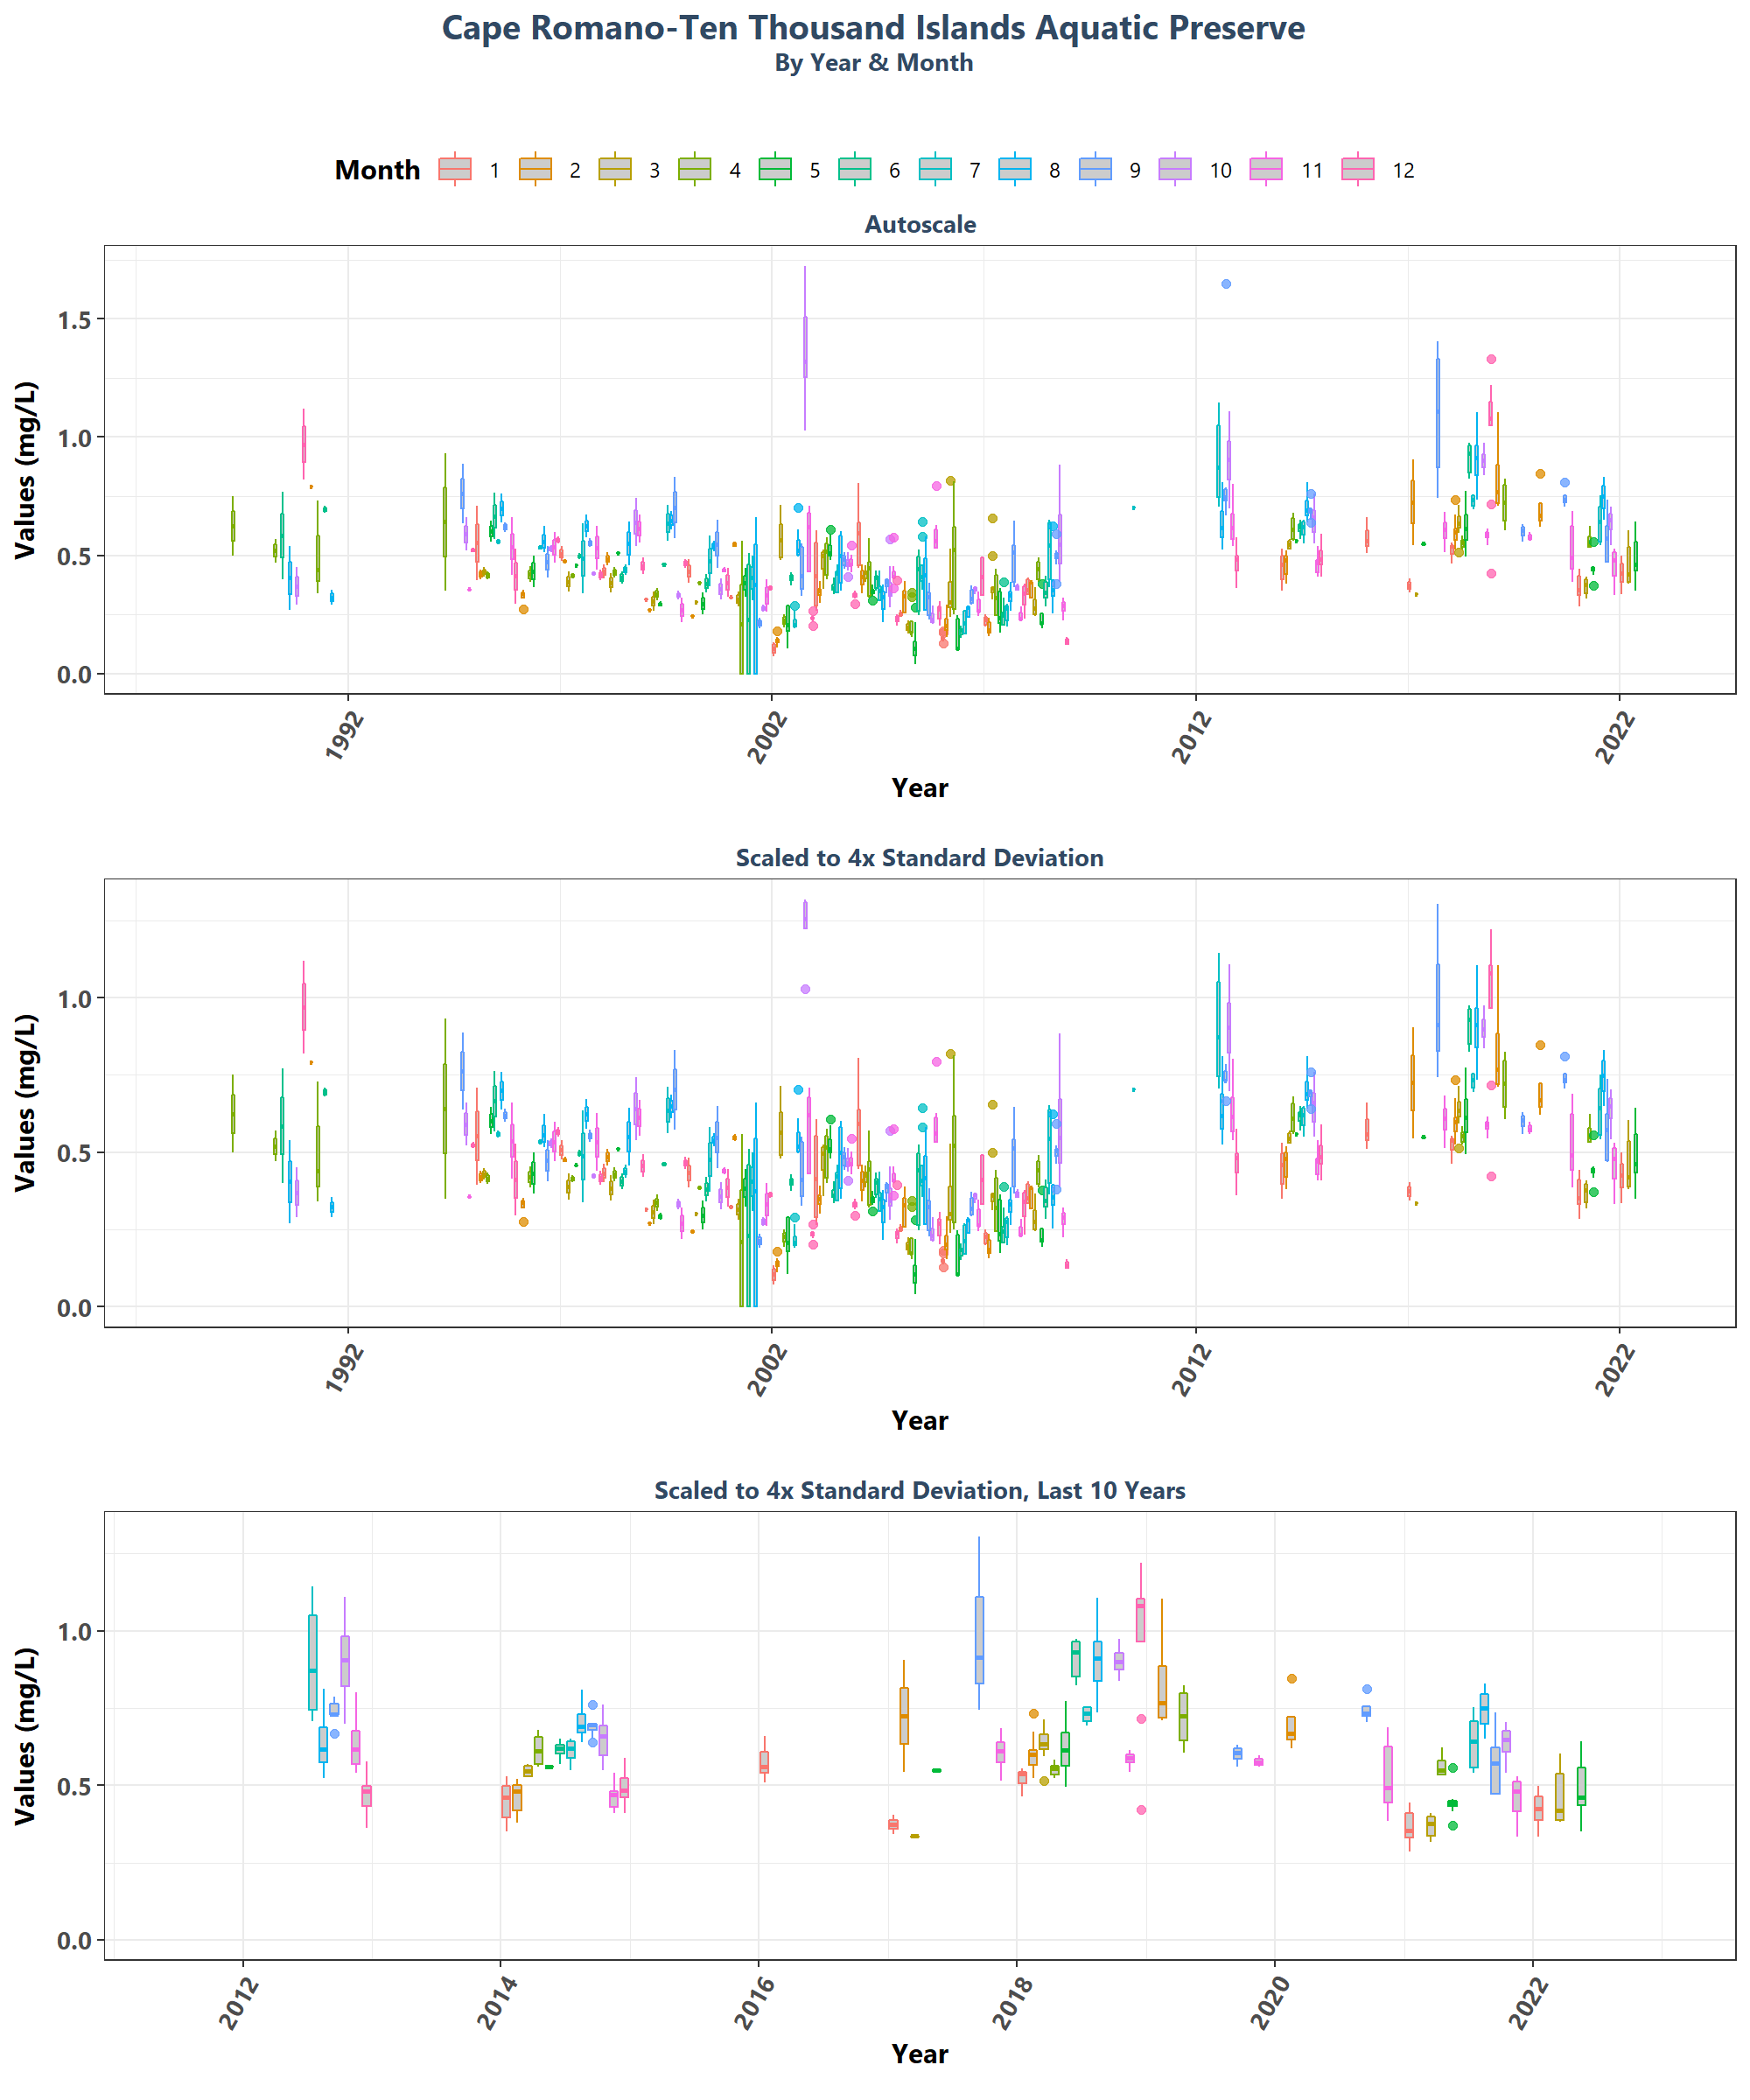 Cape Romano-Ten Thousand Islands Aquatic Preserve
By Year & Month
Month 1 2 3 4 5 6 7 8 9 10 11 12
Autoscale
Values (mg/L)
1.5
1.0
0.5
0.0
1992 2002 2012 2022
Year
Scaled to 4x Standard Deviation
Values (mg/L)
1.0
0.5
0.0
1992 2002 2012 2022
Year
Scaled to 4x Standard Deviation, Last 10 Years
Values (mg/L)
1.0
0.5
0.0
2012 2014 2016 2018 2020 2022
Year